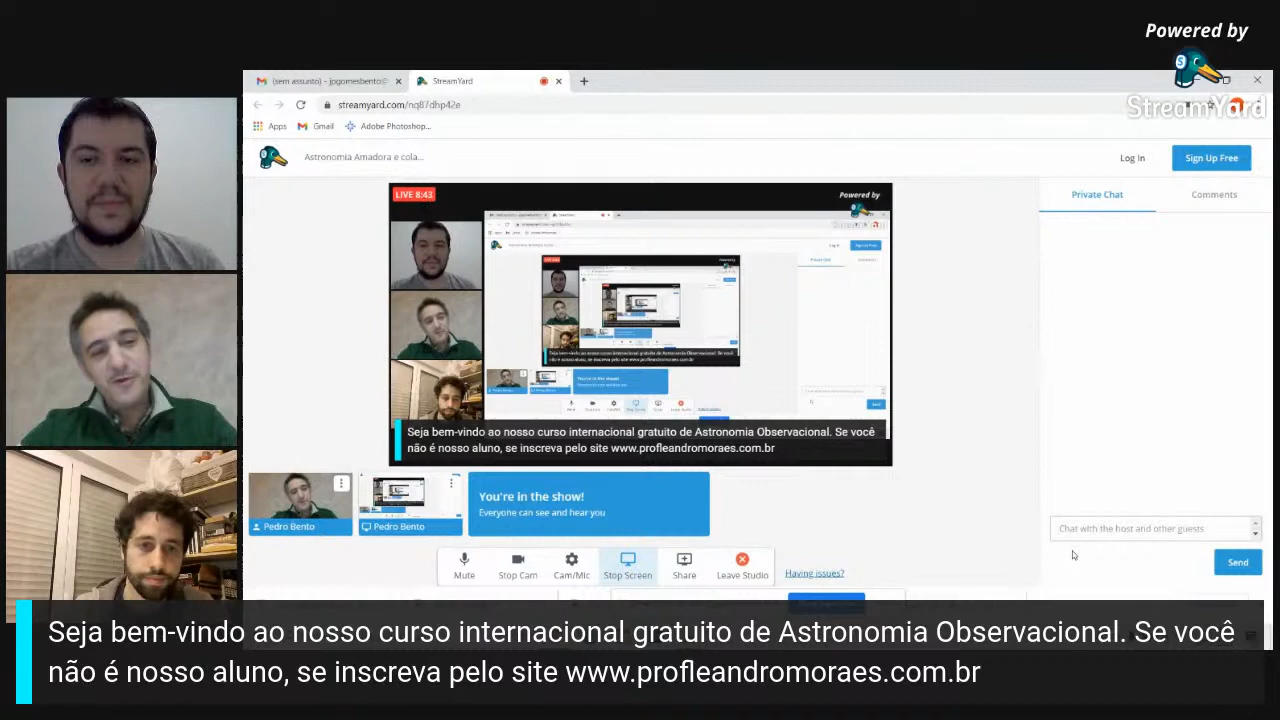 Powered by
StreamYard
(sem assunto) - jogomesbento@
StreamYard
streamyard.com/nq87dhp42e
Apps
Gmail
Adobe Photoshop...
Astronomia Amadora e cola...
Log In
Sign Up Free
Private Chat
Comments
LIVE 8:43
Powered by
Seja bem-vindo ao nosso curso internacional gratuito de Astronomia Observacional. Se você
não é nosso aluno, se inscreva pelo site www.profleandromoraes.com.br
Pedro Bento
Pedro Bento
You're in the show!
Everyone can see and hear you
Chat with the host and other guests
Send
Mute
Stop Cam
Cam/Mic
Stop Screen
Share
Leave Studio
Having issues?
Seja bem-vindo ao nosso curso internacional gratuito de Astronomia Observacional. Se você
não é nosso aluno, se inscreva pelo site www.profleandromoraes.com.br